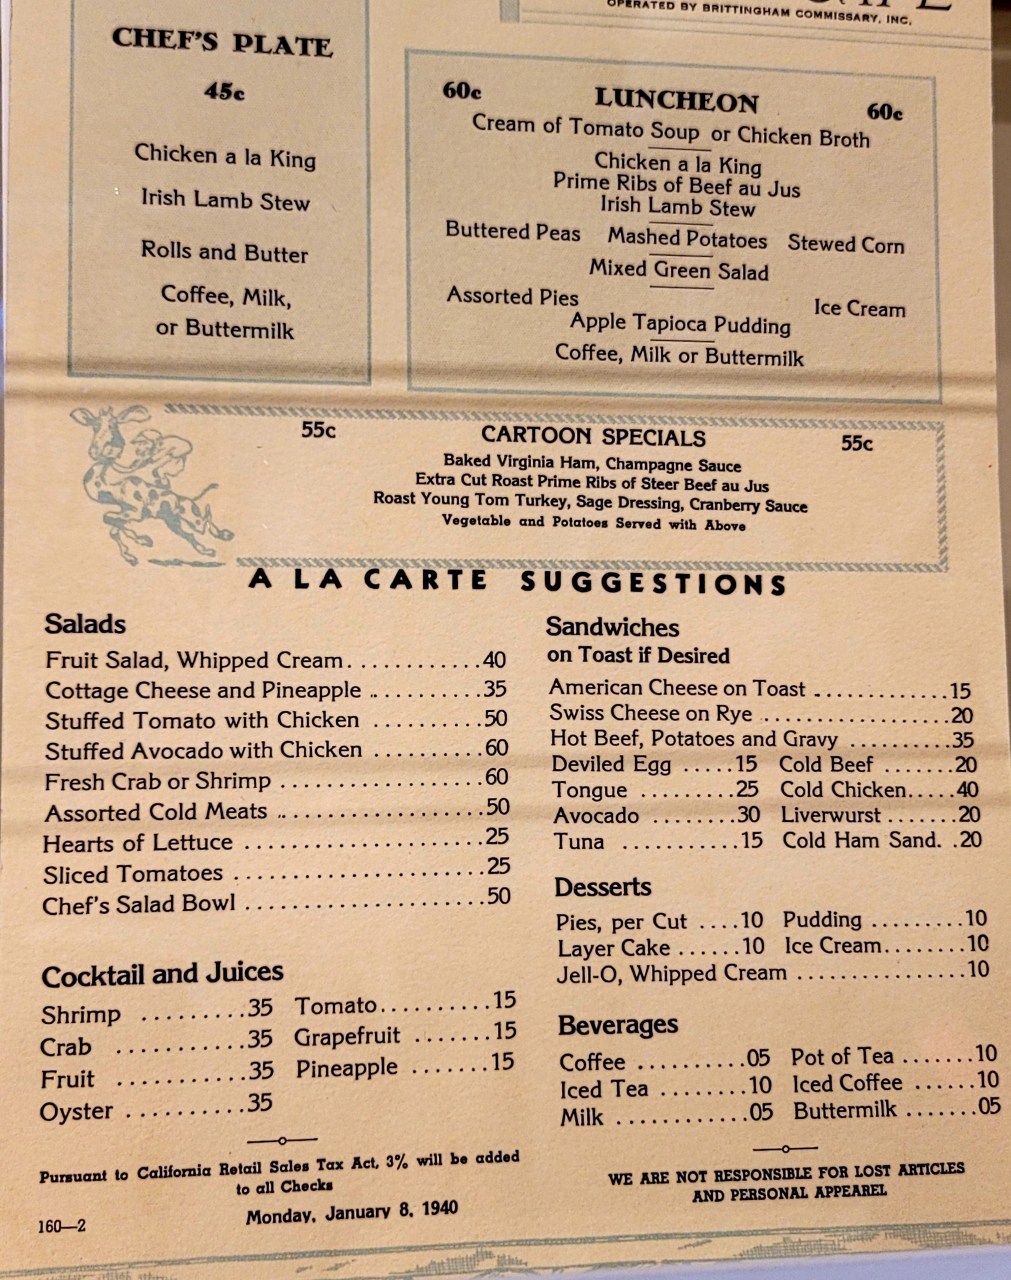 OPERATED BY BRITTINGHAM COMMISSARY, INC.
CHEF'S PLATE
45c
Chicken a la King
Irish Lamb Stew
Rolls and Butter
Coffee, Milk,
or Buttermilk
60c LUNCHEON 60c
Cream of Tomato Soup or Chicken Broth
Chicken a la King
Prime Ribs of Beef au Jus
Irish Lamb Stew
Buttered Peas Mashed Potatoes Stewed Corn
Mixed Green Salad
Assorted Pies Ice Cream
Apple Tapioca Pudding
Coffee, Milk or Buttermilk
55c CARTOON SPECIALS 55c
Baked Virginia Ham, Champagne Sauce
Extra Cut Roast Prime Ribs of Steer Beef au Jus
Roast Young Tom Turkey, Sage Dressing, Cranberry Sauce
Vegetable and Potatoes Served with Above
A LA CARTE SUGGESTIONS
Salads
Fruit Salad, Whipped Cream............40
Cottage Cheese and Pineapple ..........35
Stuffed Tomato with Chicken ..........50
Stuffed Avocado with Chicken ..........60
Fresh Crab or Shrimp ..................60
Assorted Cold Meats ..................50
Hearts of Lettuce .....................25
Sliced Tomatoes ......................25
Chef's Salad Bowl .....................50
Cocktail and Juices
Shrimp .........35 Tomato..........15
Crab ...........35 Grapefruit .......15
Fruit ...........35 Pineapple .......15
Oyster ..........35
Pursuant to California Retail Sales Tax Act, 3% will be added
to all Checks
160—2 Monday, January 8, 1940
Sandwiches
on Toast if Desired
American Cheese on Toast .............15
Swiss Cheese on Rye .................20
Hot Beef, Potatoes and Gravy .........35
Deviled Egg .....15 Cold Beef .......20
Tongue .........25 Cold Chicken.....40
Avocado ........30 Liverwurst .......20
Tuna ...........15 Cold Ham Sand. .20
Desserts
Pies, per Cut ....10 Pudding .........10
Layer Cake ......10 Ice Cream........10
Jell-O, Whipped Cream ...............10
Beverages
Coffee ..........05 Pot of Tea .......10
Iced Tea ........10 Iced Coffee ......10
Milk ............05 Buttermilk .......05
WE ARE NOT RESPONSIBLE FOR LOST ARTICLES
AND PERSONAL APPEAREL